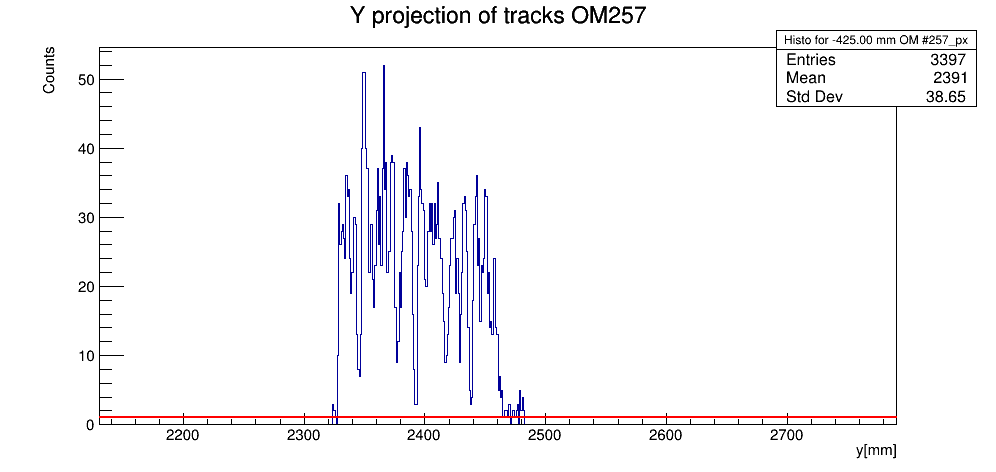 Y projection of tracks OM257
Histo for -425.00 mm OM #257_px
Entries 3397
Mean 2391
Std Dev 38.65
Counts
50
40
30
20
10
0
2200 2300 2400 2500 2600 2700
y[mm]